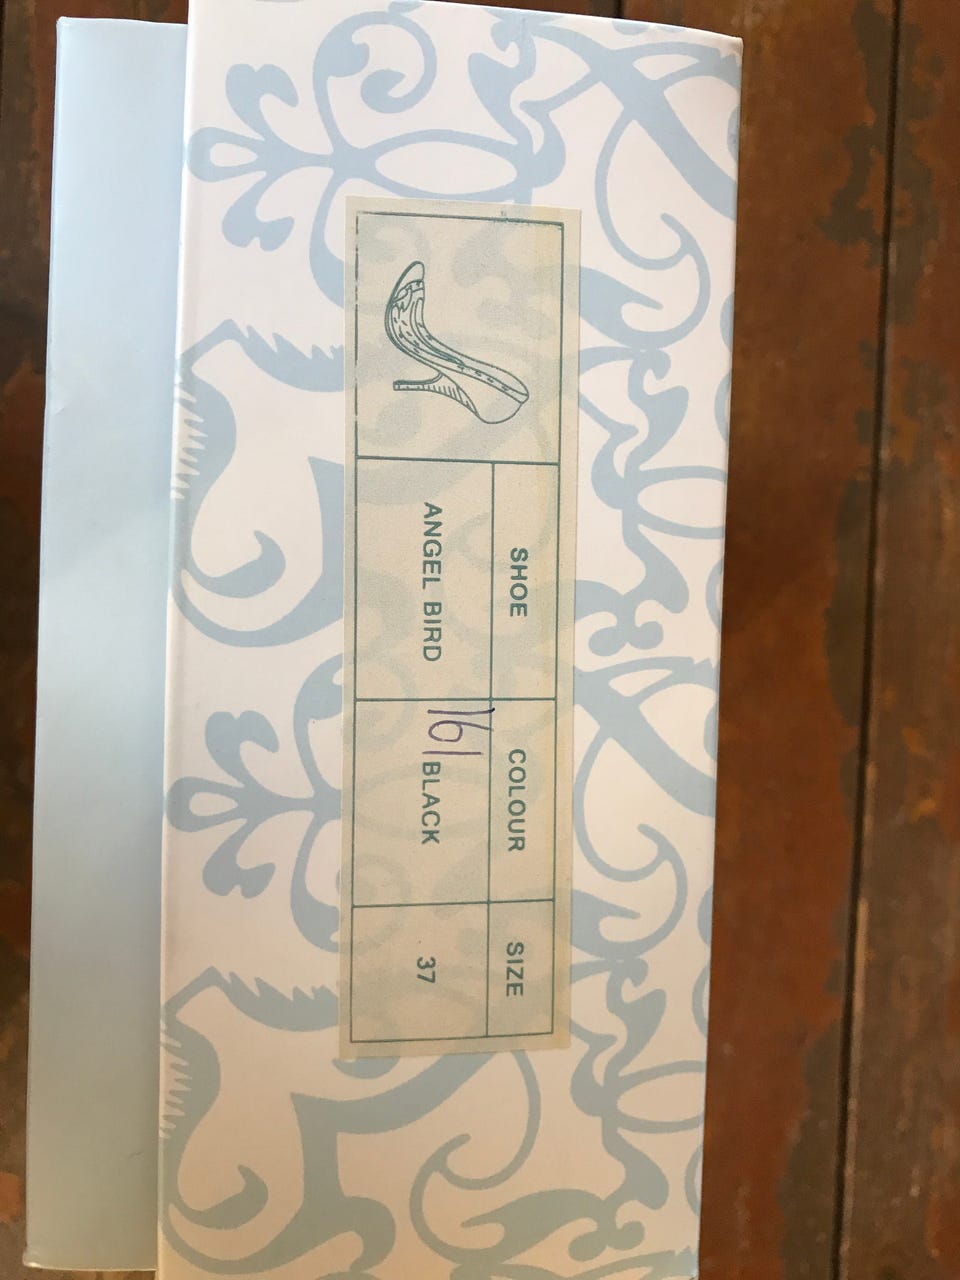 SHOE COLOUR SIZE
ANGEL BIRD 161 BLACK 37